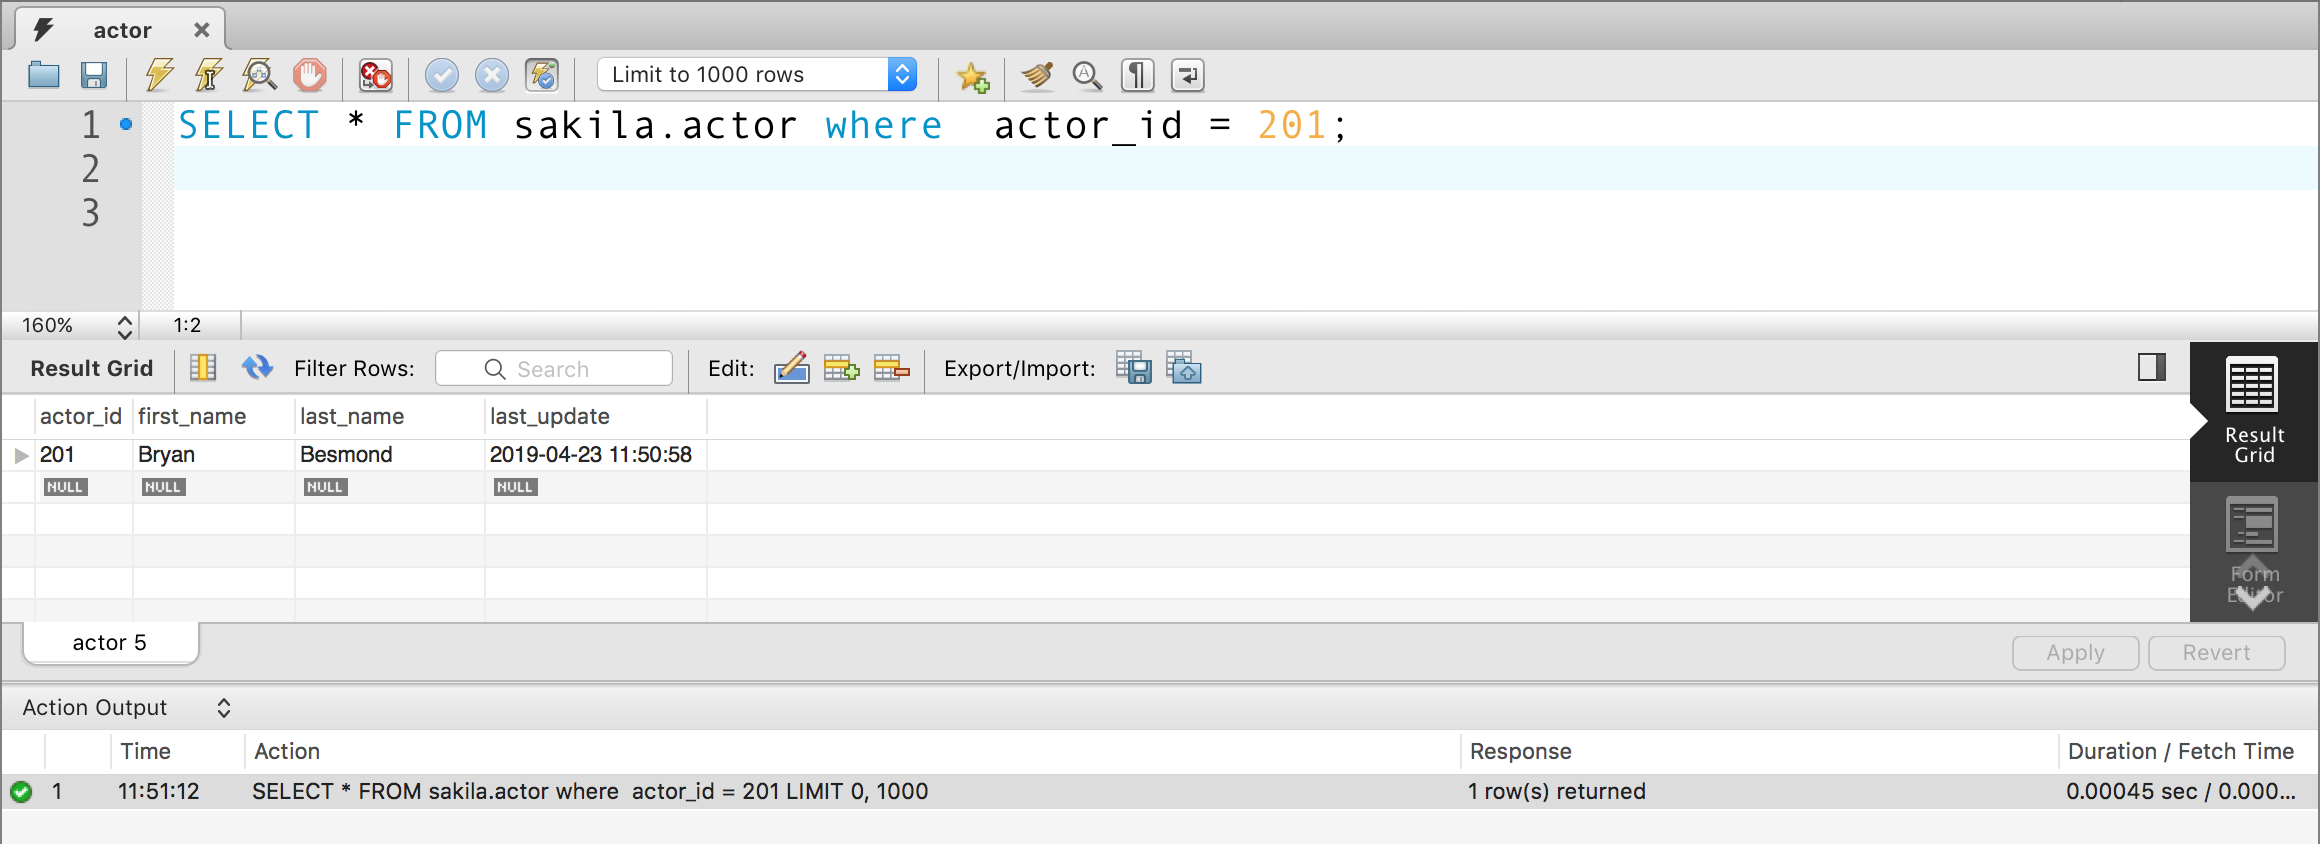 actor
Limit to 1000 rows
1 SELECT * FROM sakila.actor where  actor_id = 201;
2
3
160% 1:2
Result Grid Filter Rows: Search Edit: Export/Import:
actor_id first_name last_name last_update
201 Bryan Besmond 2019-04-23 11:50:58
NULL NULL NULL NULL
Result
Grid
Form
Editor
actor 5
Apply Revert
Action Output
Time Action Response Duration / Fetch Time
1 11:51:12 SELECT * FROM sakila.actor where  actor_id = 201 LIMIT 0, 1000 1 row(s) returned 0.00045 sec / 0.000...